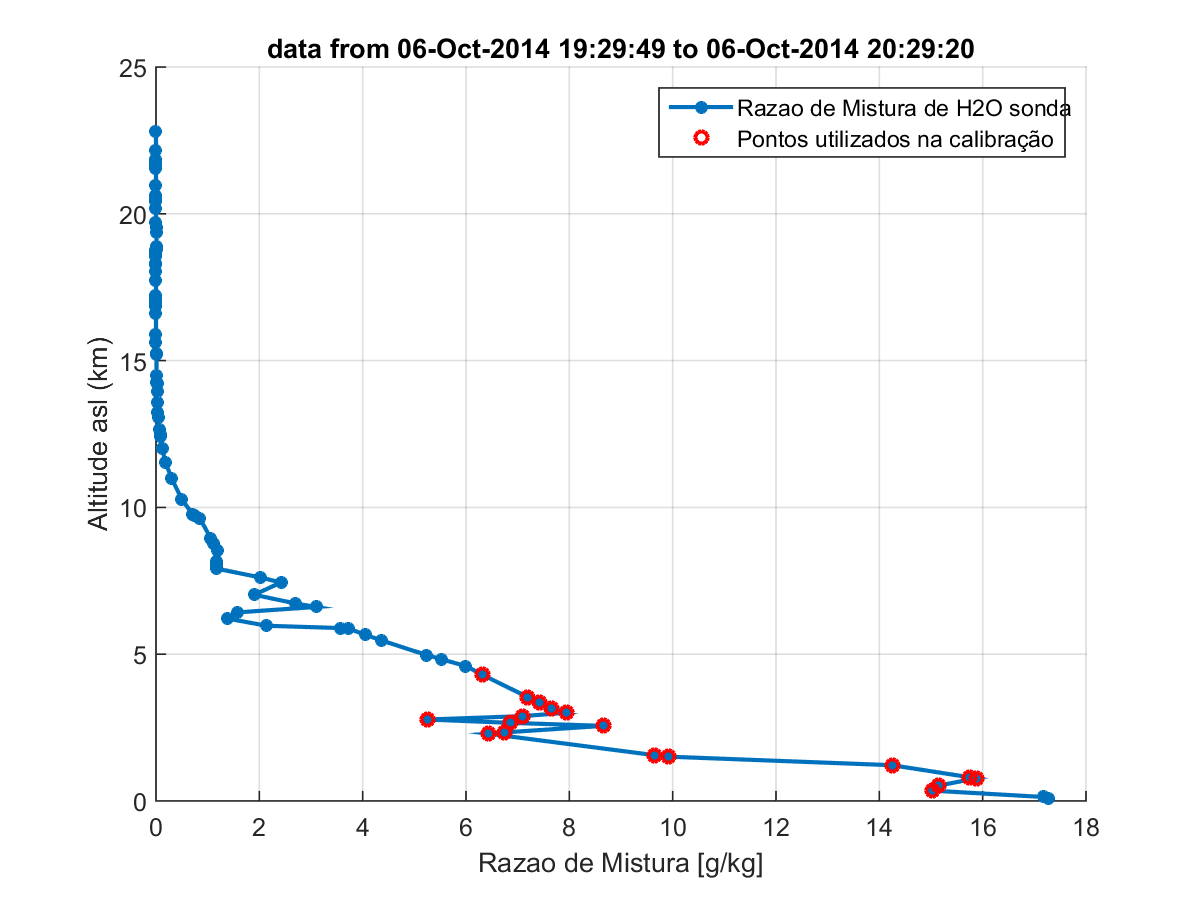 data from 06-Oct-2014 19:29:49 to 06-Oct-2014 20:29:20
Razao de Mistura de H2O sonda
Pontos utilizados na calibração
25
20
15
10
5
0
Altitude asl (km)
0 2 4 6 8 10 12 14 16 18
Razao de Mistura [g/kg]